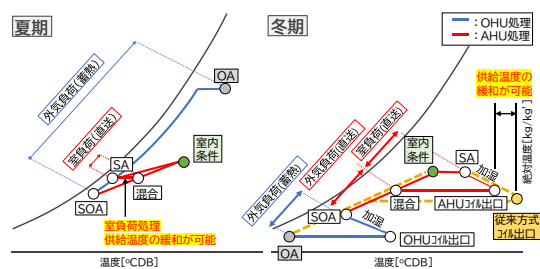 夏期
冬期
: OHU処理
: AHU処理
供給温度の
緩和が可能
OA
外気負荷(蓄熱)
室負荷(直送)
SA
室内
条件
混合
SOA
室負荷処理
供給温度の緩和が可能
温度[℃DB]
外気負荷(蓄熱)
外気負荷(直送)
室負荷(直送)
室内
条件
SA
加湿
混合
AHUコイル出口
SOA
加湿
OHUコイル出口
OA
従来方式
コイル出口
絶対温度[kg/kg']
温度[℃DB]